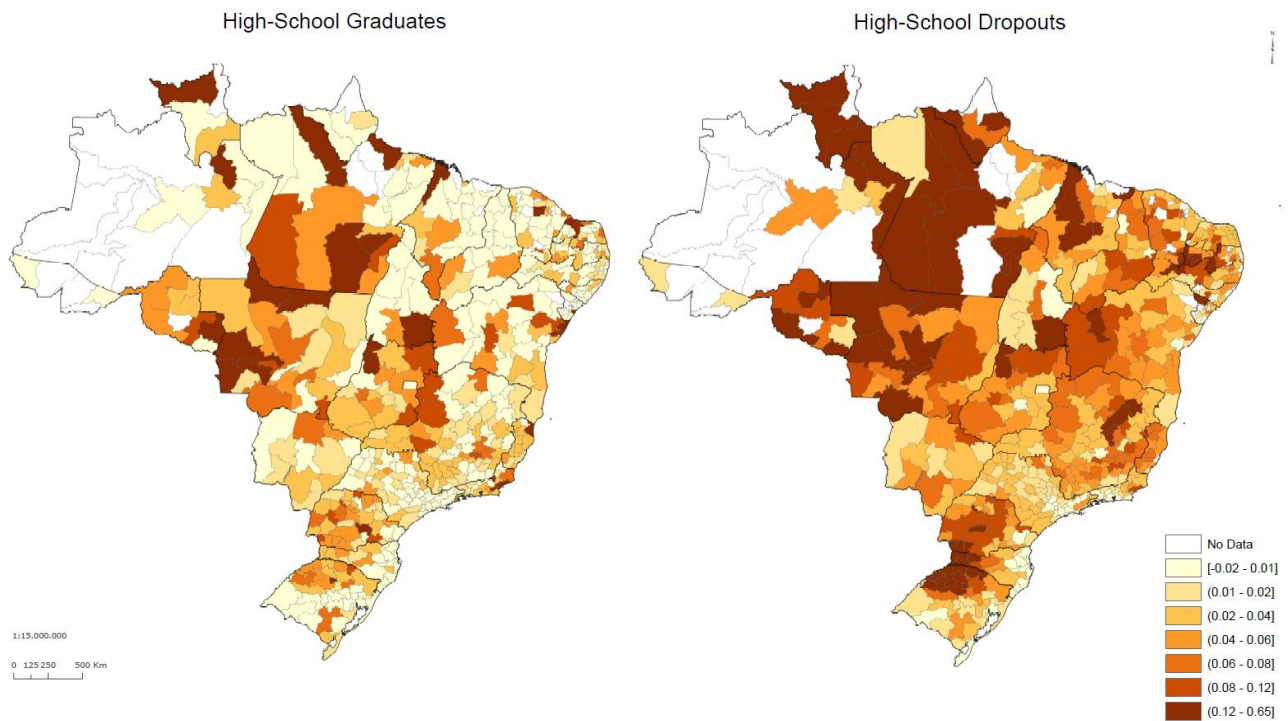 High-School Graduates
High-School Dropouts
No Data
[-0.02 - 0.01]
(0.01 - 0.02]
(0.02 - 0.04]
(0.04 - 0.06]
(0.06 - 0.08]
(0.08 - 0.12]
(0.12 - 0.65]
1:15.000.000
0 125 250 500 Km